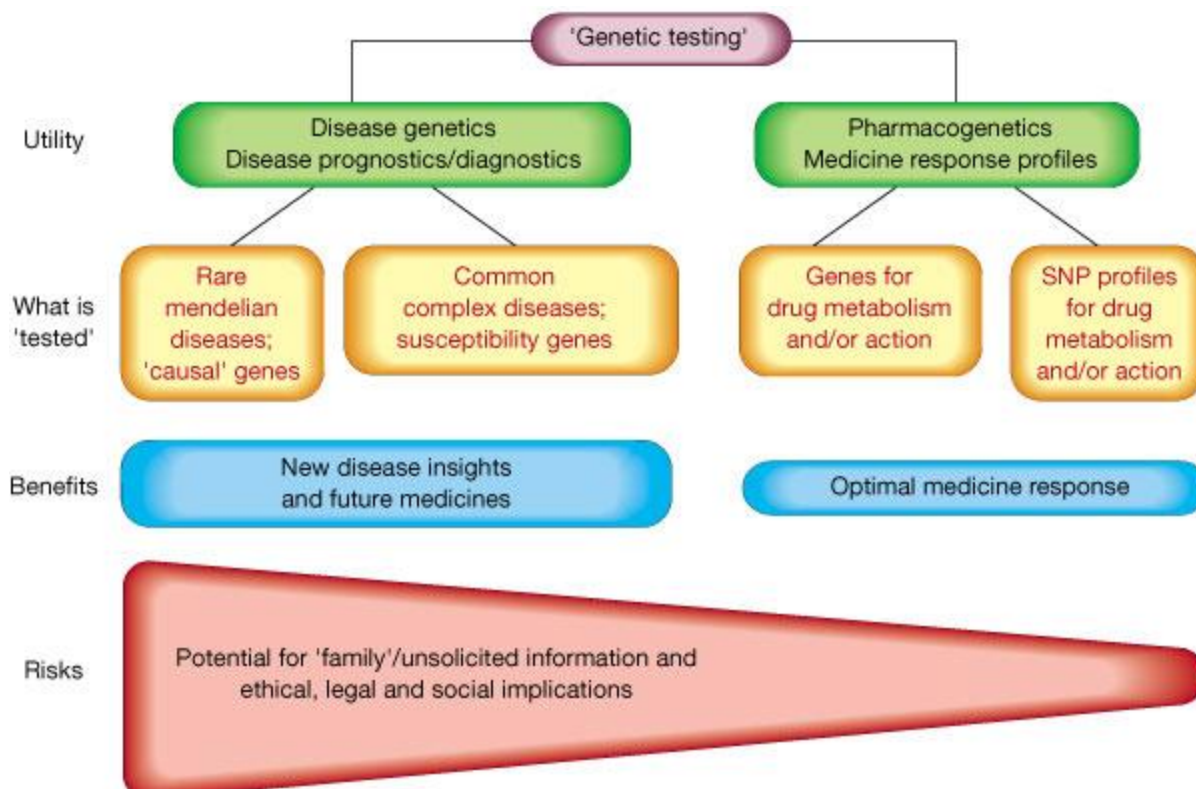 'Genetic testing'
Utility
Disease genetics
Disease prognostics/diagnostics
Pharmacogenetics
Medicine response profiles
What is
'tested'
Rare
mendelian
diseases;
'causal' genes
Common
complex diseases;
susceptibility genes
Genes for
drug metabolism
and/or action
SNP profiles
for drug
metabolism
and/or action
Benefits
New disease insights
and future medicines
Optimal medicine response
Risks
Potential for 'family'/unsolicited information and
ethical, legal and social implications